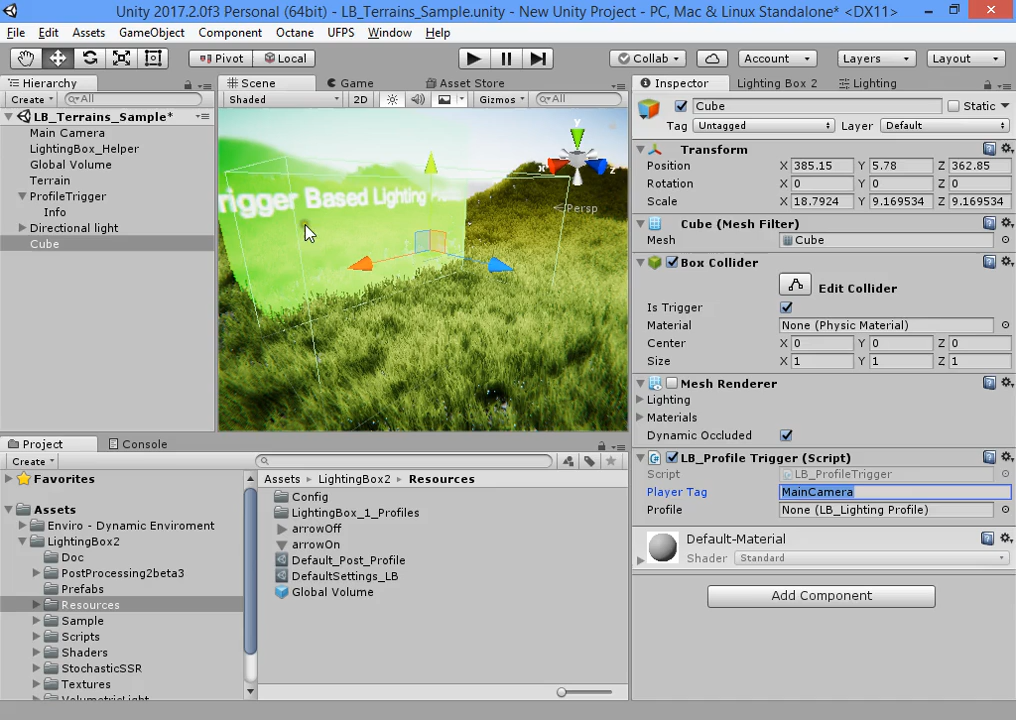 Unity 2017.2.0f3 Personal (64bit) - LB_Terrains_Sample.unity - New Unity Project - PC, Mac & Linux Standalone* <DX11>
File Edit Assets GameObject Component Octane UFPS Window Help
Pivot Local Collab Account Layers Layout
Hierarchy
Create All
LB_Terrains_Sample*
Main Camera
LightingBox_Helper
Global Volume
Terrain
ProfileTrigger
Info
Directional light
Cube
Scene Game Asset Store
Shaded 2D Gizmos All
Trigger Based Lighting
Persp
y
x
z
Inspector Lighting Box 2 Lighting
Cube Static
Tag Untagged Layer Default
Transform
Position X 385.15 Y 5.78 Z 362.85
Rotation X 0 Y 0 Z 0
Scale X 18.7924 Y 9.169534 Z 9.169534
Cube (Mesh Filter)
Mesh Cube
Box Collider
Edit Collider
Is Trigger
Material None (Physic Material)
Center X 0 Y 0 Z 0
Size X 1 Y 1 Z 1
Mesh Renderer
Lighting
Materials
Dynamic Occluded
LB_Profile Trigger (Script)
Script LB_ProfileTrigger
Player Tag MainCamera
Profile None (LB_Lighting Profile)
Default-Material
Shader Standard
Add Component
Project Console
Create
Favorites
Assets
Enviro - Dynamic Enviroment
LightingBox2
Doc
PostProcessing2beta3
Prefabs
Resources
Sample
Scripts
Shaders
StochasticSSR
Textures
VolumetricLight
Assets LightingBox2 Resources
Config
LightingBox_1_Profiles
arrowOff
arrowOn
Default_Post_Profile
DefaultSettings_LB
Global Volume